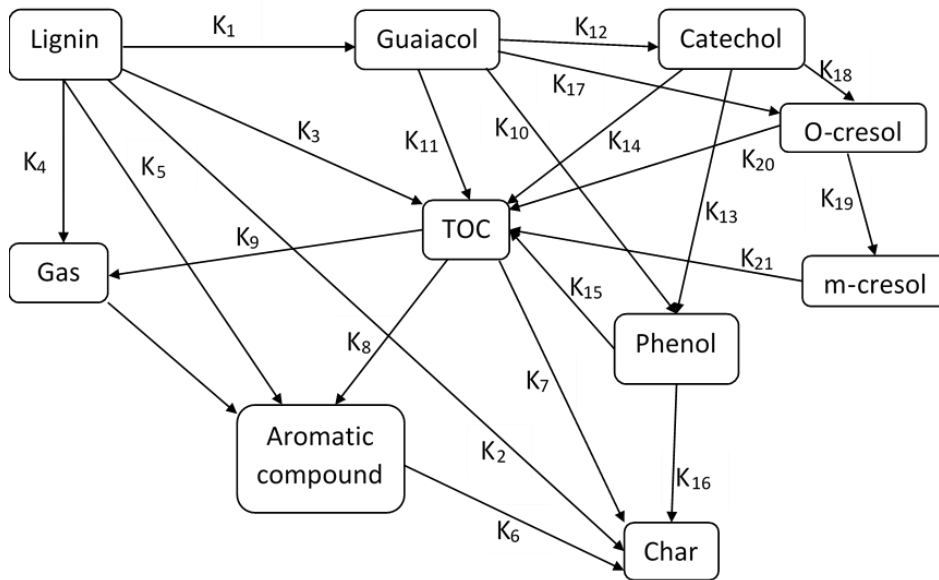 Lignin
K₁
Guaiacol
K₁₂
Catechol
K₁₈
K₁₇
O-cresol
K₃
K₁₁
K₁₀
K₁₄
K₂₀
K₄
K₅
K₁₃
K₁₉
TOC
K₉
Gas
K₂₁
m-cresol
K₁₅
Phenol
K₈
K₇
Aromatic
compound
K₂
K₁₆
K₆
Char